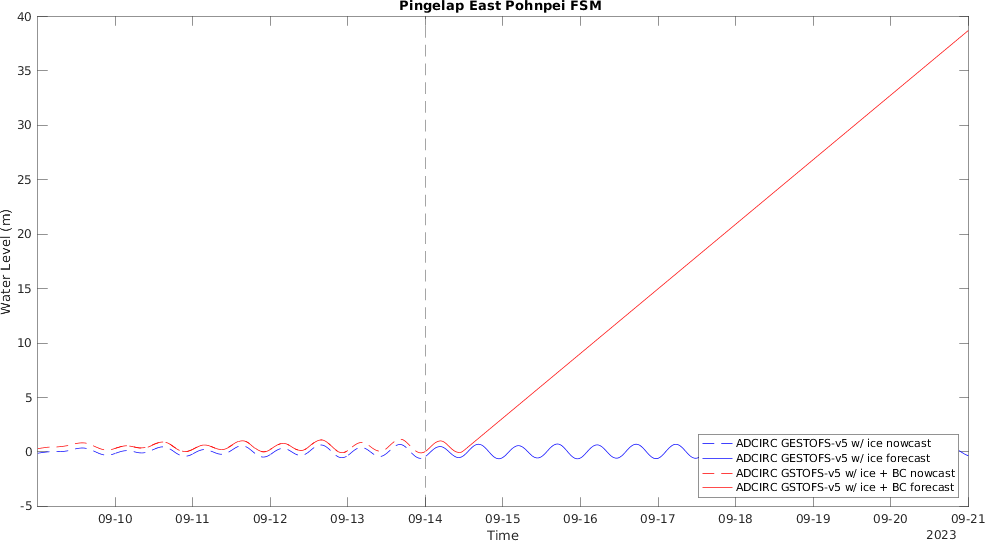 Pingelap East Pohnpei FSM
40
35
30
25
20
15
10
5
0
-5
Water Level (m)
ADCIRC GESTOFS-v5 w/ ice nowcast
ADCIRC GESTOFS-v5 w/ ice forecast
ADCIRC GSTOFS-v5 w/ ice + BC nowcast
ADCIRC GSTOFS-v5 w/ ice + BC forecast
09-10 09-11 09-12 09-13 09-14 09-15 09-16 09-17 09-18 09-19 09-20 09-21
Time
2023